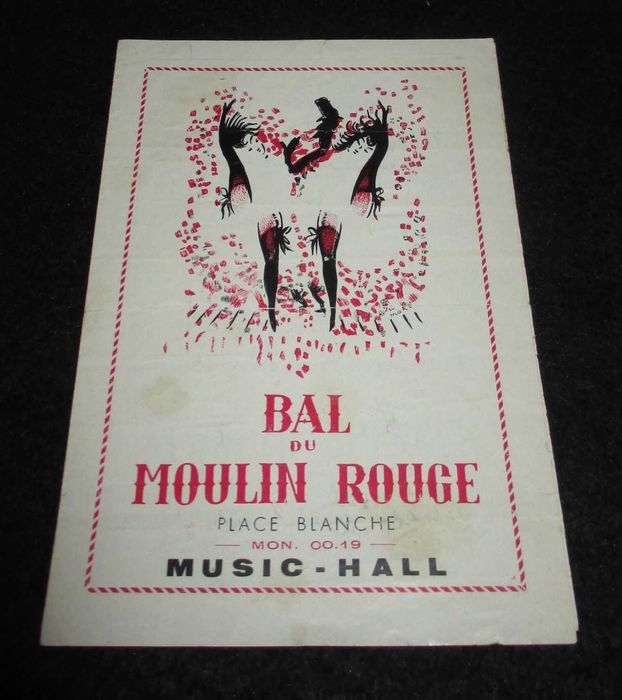 BAL
DU
MOULIN ROUGE
PLACE BLANCHE
— MON. 00.19 —
MUSIC-HALL